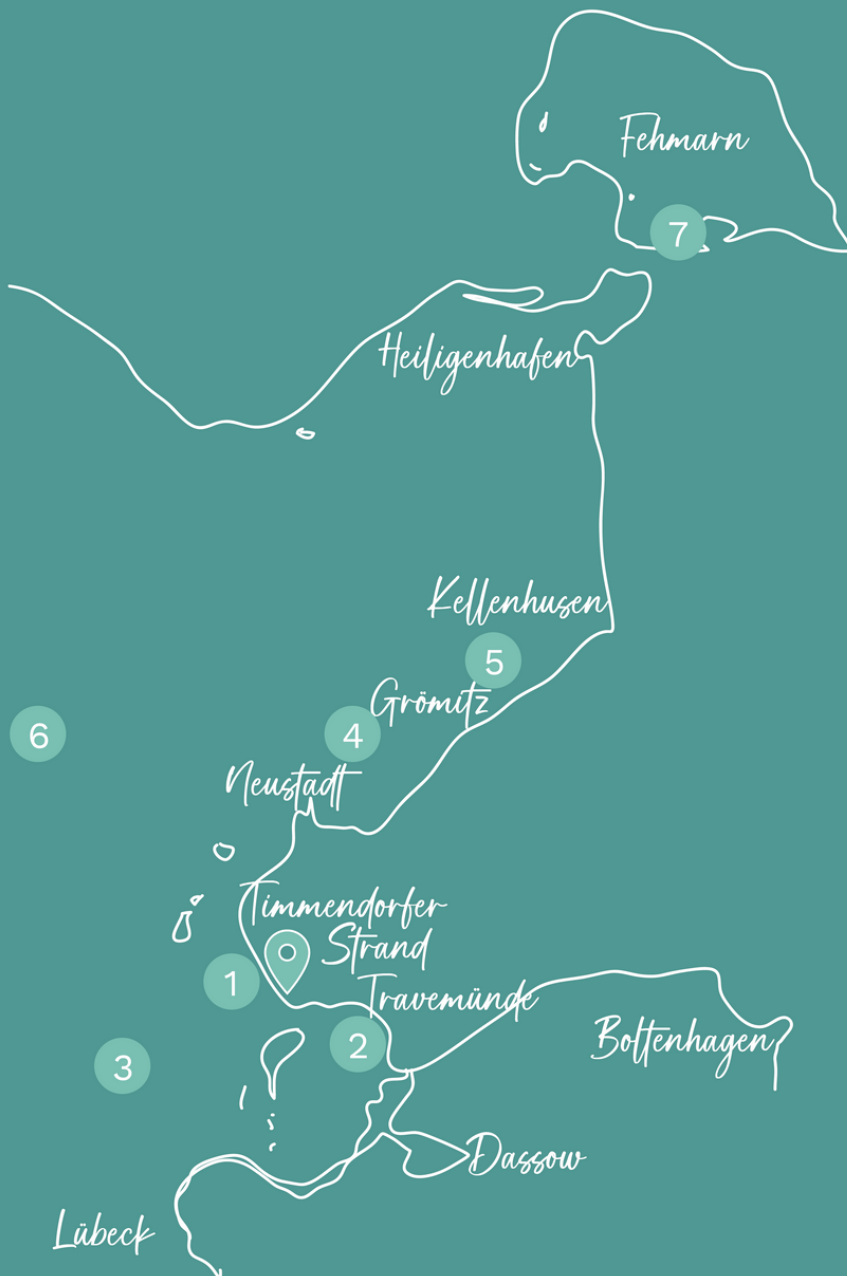 Fehmarn
7
Heiligenhafen
Kellenhusen
5
Grömitz
6
4
Neustadt
Timmendorfer
Strand
1
Travemünde
2
Boltenhagen
3
Dassow
Lübeck